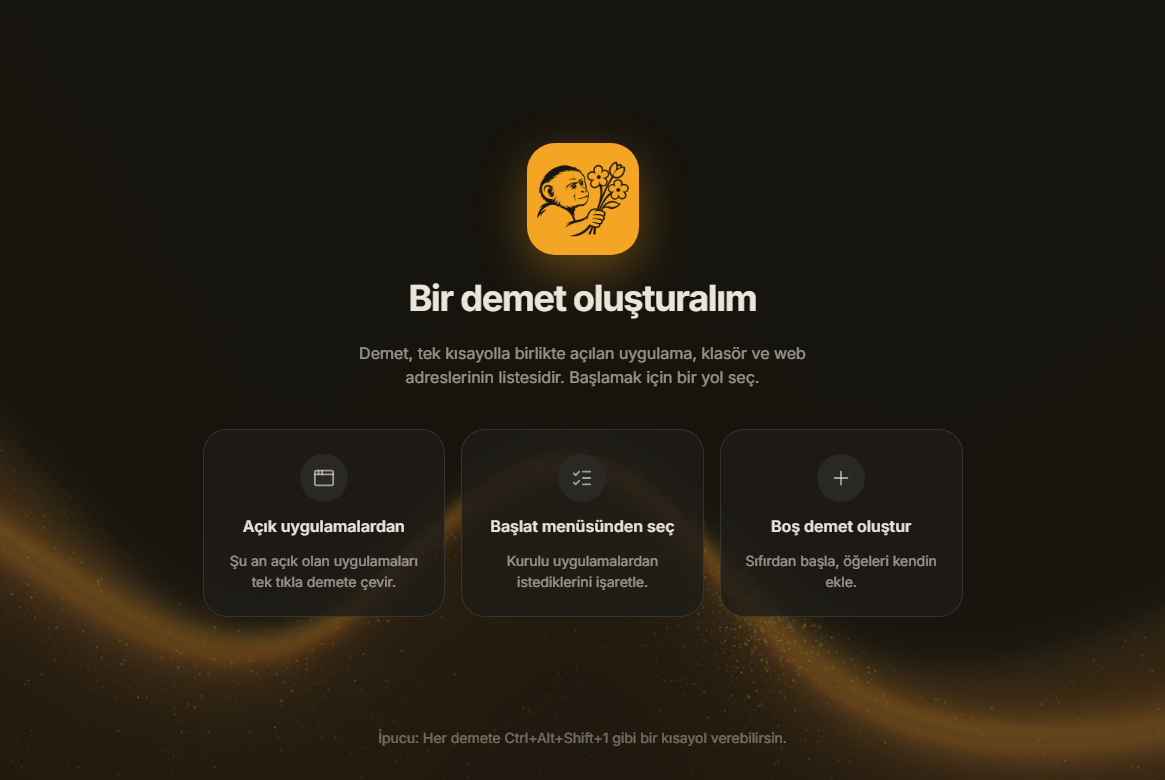 Bir demet oluşturalım
Demet, tek kısayolla birlikte açılan uygulama, klasör ve web
adreslerinin listesidir. Başlamak için bir yol seç.
Açık uygulamalardan
Şu an açık olan uygulamaları
tek tıkla demete çevir.
Başlat menüsünden seç
Kurulu uygulamalardan
istediklerini işaretle.
Boş demet oluştur
Sıfırdan başla, öğeleri kendin
ekle.
İpucu: Her demete Ctrl+Alt+Shift+1 gibi bir kısayol verebilirsin.